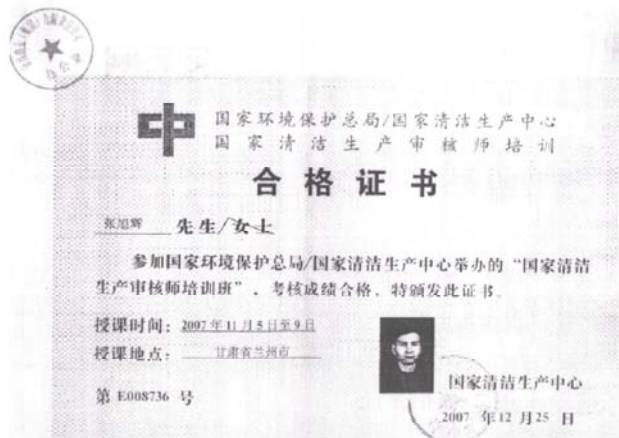 国家环境保护总局/国家清洁生产中心
国家清洁生产审核师培训
合格证书
张旭辉 先生/女士
参加国家环境保护总局/国家清洁生产中心举办的“国家清洁
生产审核师培训班”，考核成绩合格，特颁发此证书。
授课时间：2007年11月5日至9日
授课地点：甘肃省兰州市
第 E008736 号
国家清洁生产中心
2007 年12 月25 日